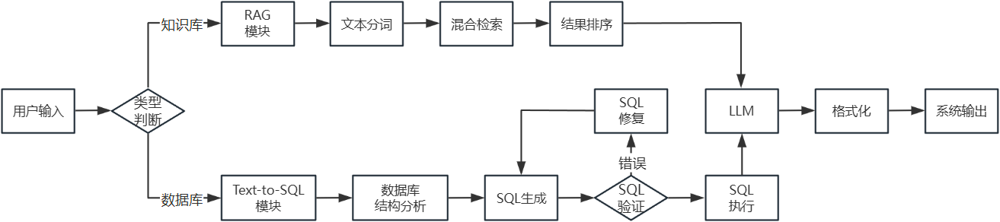 知识库
RAG
模块
文本分词
混合检索
结果排序
用户输入
类型
判断
SQL
修复
LLM
格式化
系统输出
错误
数据库
Text-to-SQL
模块
数据库
结构分析
SQL生成
SQL
验证
SQL
执行